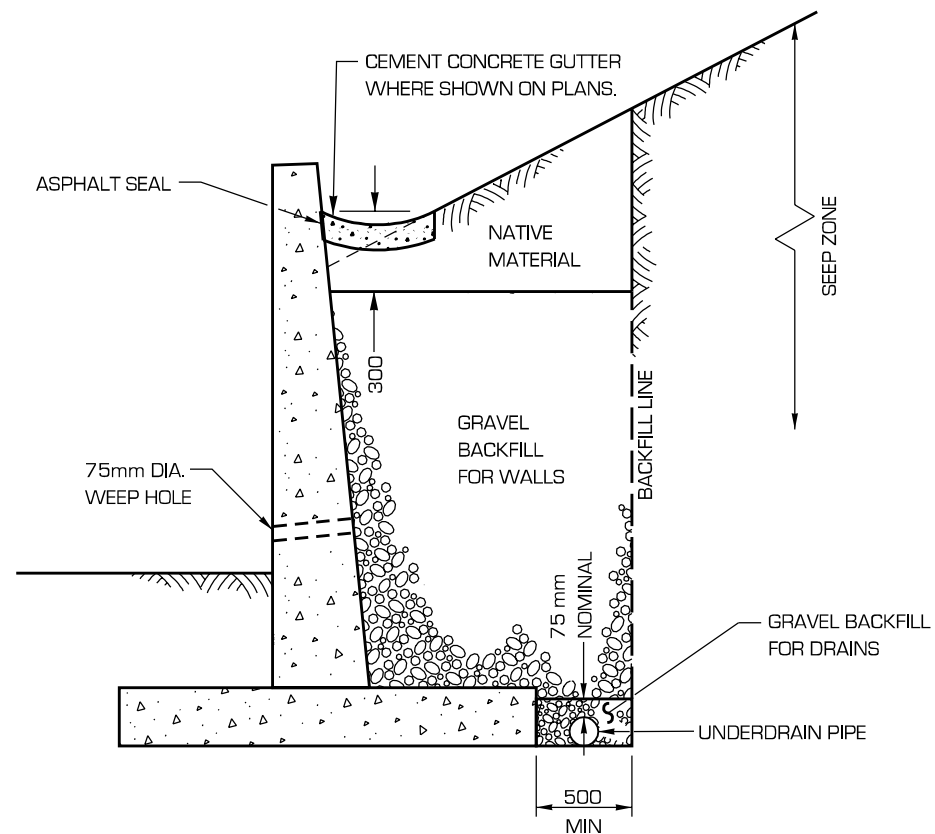 CEMENT CONCRETE GUTTER
WHERE SHOWN ON PLANS.
ASPHALT SEAL
NATIVE
MATERIAL
SEEP ZONE
300
GRAVEL
BACKFILL
FOR WALLS
BACKFILL LINE
75mm DIA.
WEEP HOLE
75 mm
NOMINAL
GRAVEL BACKFILL
FOR DRAINS
UNDERDRAIN PIPE
500
MIN